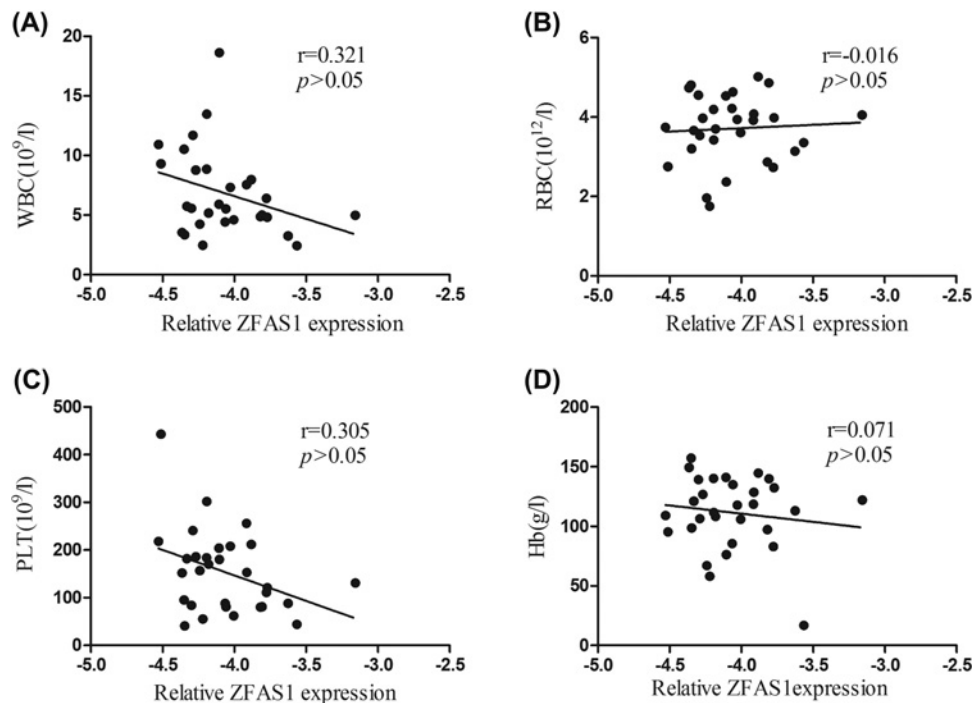 (A)
20
15
10
5
0
WBC(10⁹/l)
r=0.321
p>0.05
-5.0 -4.5 -4.0 -3.5 -3.0 -2.5
Relative ZFAS1 expression
(B)
6
4
2
0
RBC(10¹²/l)
r=-0.016
p>0.05
-5.0 -4.5 -4.0 -3.5 -3.0 -2.5
Relative ZFAS1 expression
(C)
500
400
300
200
100
0
PLT(10⁹/l)
r=0.305
p>0.05
-5.0 -4.5 -4.0 -3.5 -3.0 -2.5
Relative ZFAS1 expression
(D)
200
150
100
50
0
Hb(g/l)
r=0.071
p>0.05
-5.0 -4.5 -4.0 -3.5 -3.0 -2.5
Relative ZFAS1expression